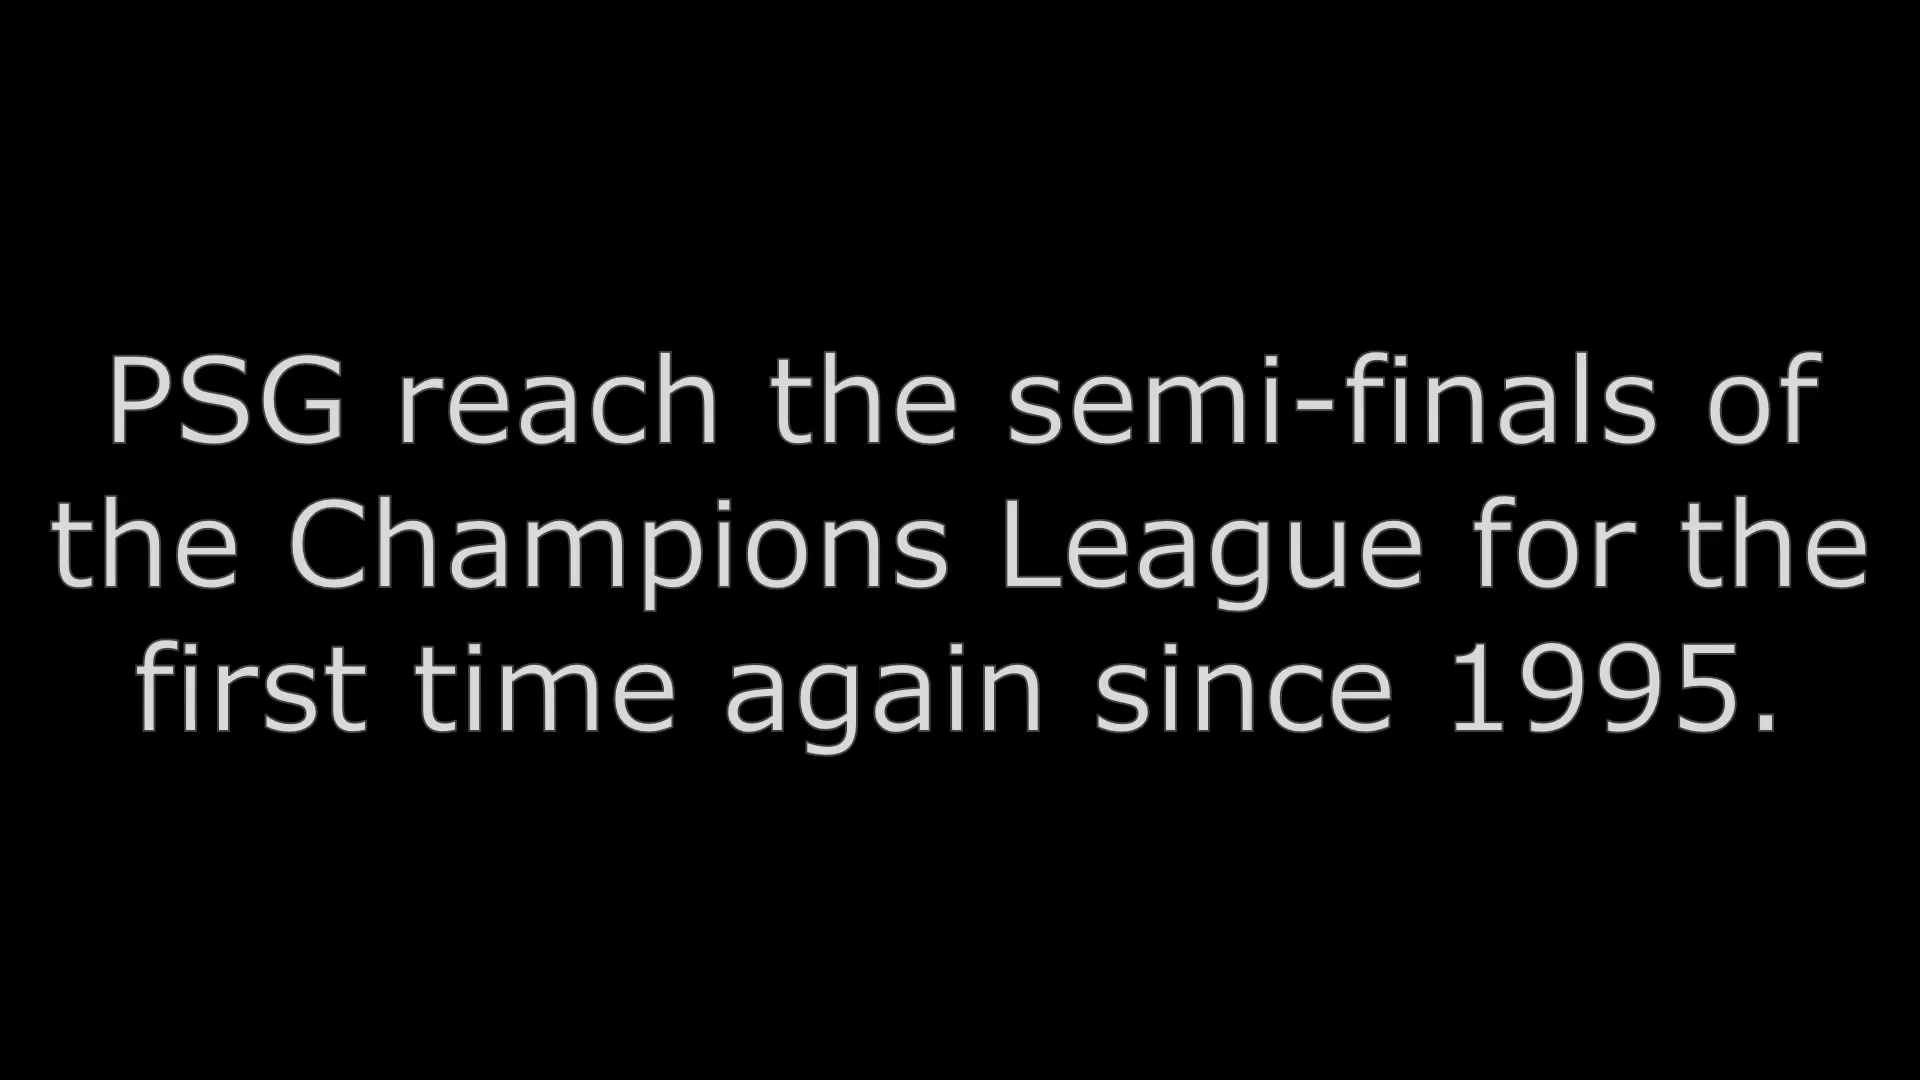 PSG reach the semi-finals of
the Champions League for the
first time again since 1995.